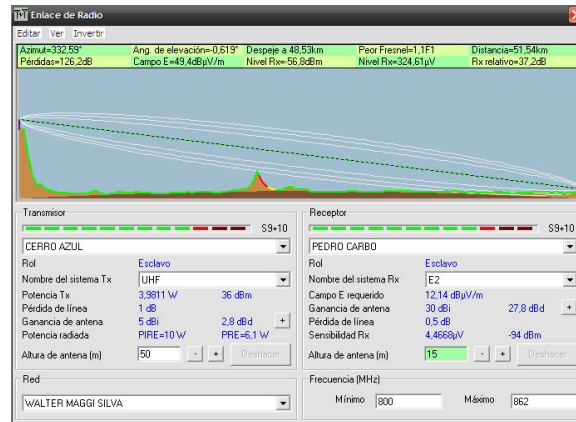 Enlace de Radio
Editar Ver Invertir
Azimut=332,59° Ang. de elevación=-0,619° Despeje a 48,53km Peor Fresnel=1,1F1 Distancia=51,54km
Pérdidas=126,2dB Campo E=49,4dBµV/m Nivel Rx=-56,8dBm Nivel Rx=324,61µV Rx relativo=37,2dB
Transmisor Receptor
S9+10 S9+10
CERRO AZUL PEDRO CARBO
Rol Esclavo Rol Esclavo
Nombre del sistema Tx UHF Nombre del sistema Rx E2
Potencia Tx 3,9811 W 36 dBm Campo E requerido 12,14 dBµV/m
Pérdida de línea 1 dB Ganancia de antena 30 dBi 27,8 dBd +
Ganancia de antena 5 dBi 2,8 dBd + Pérdida de línea 0,5 dB
Potencia radiada PIRE=10 W PRE=6,1 W Sensibilidad Rx 4,4668µV -94 dBm
Altura de antena (m) 50 - + Deshacer Altura de antena (m) 15 - + Deshacer
Red Frecuencia (MHz)
WALTER MAGGI SILVA Mínimo 800 Máximo 862